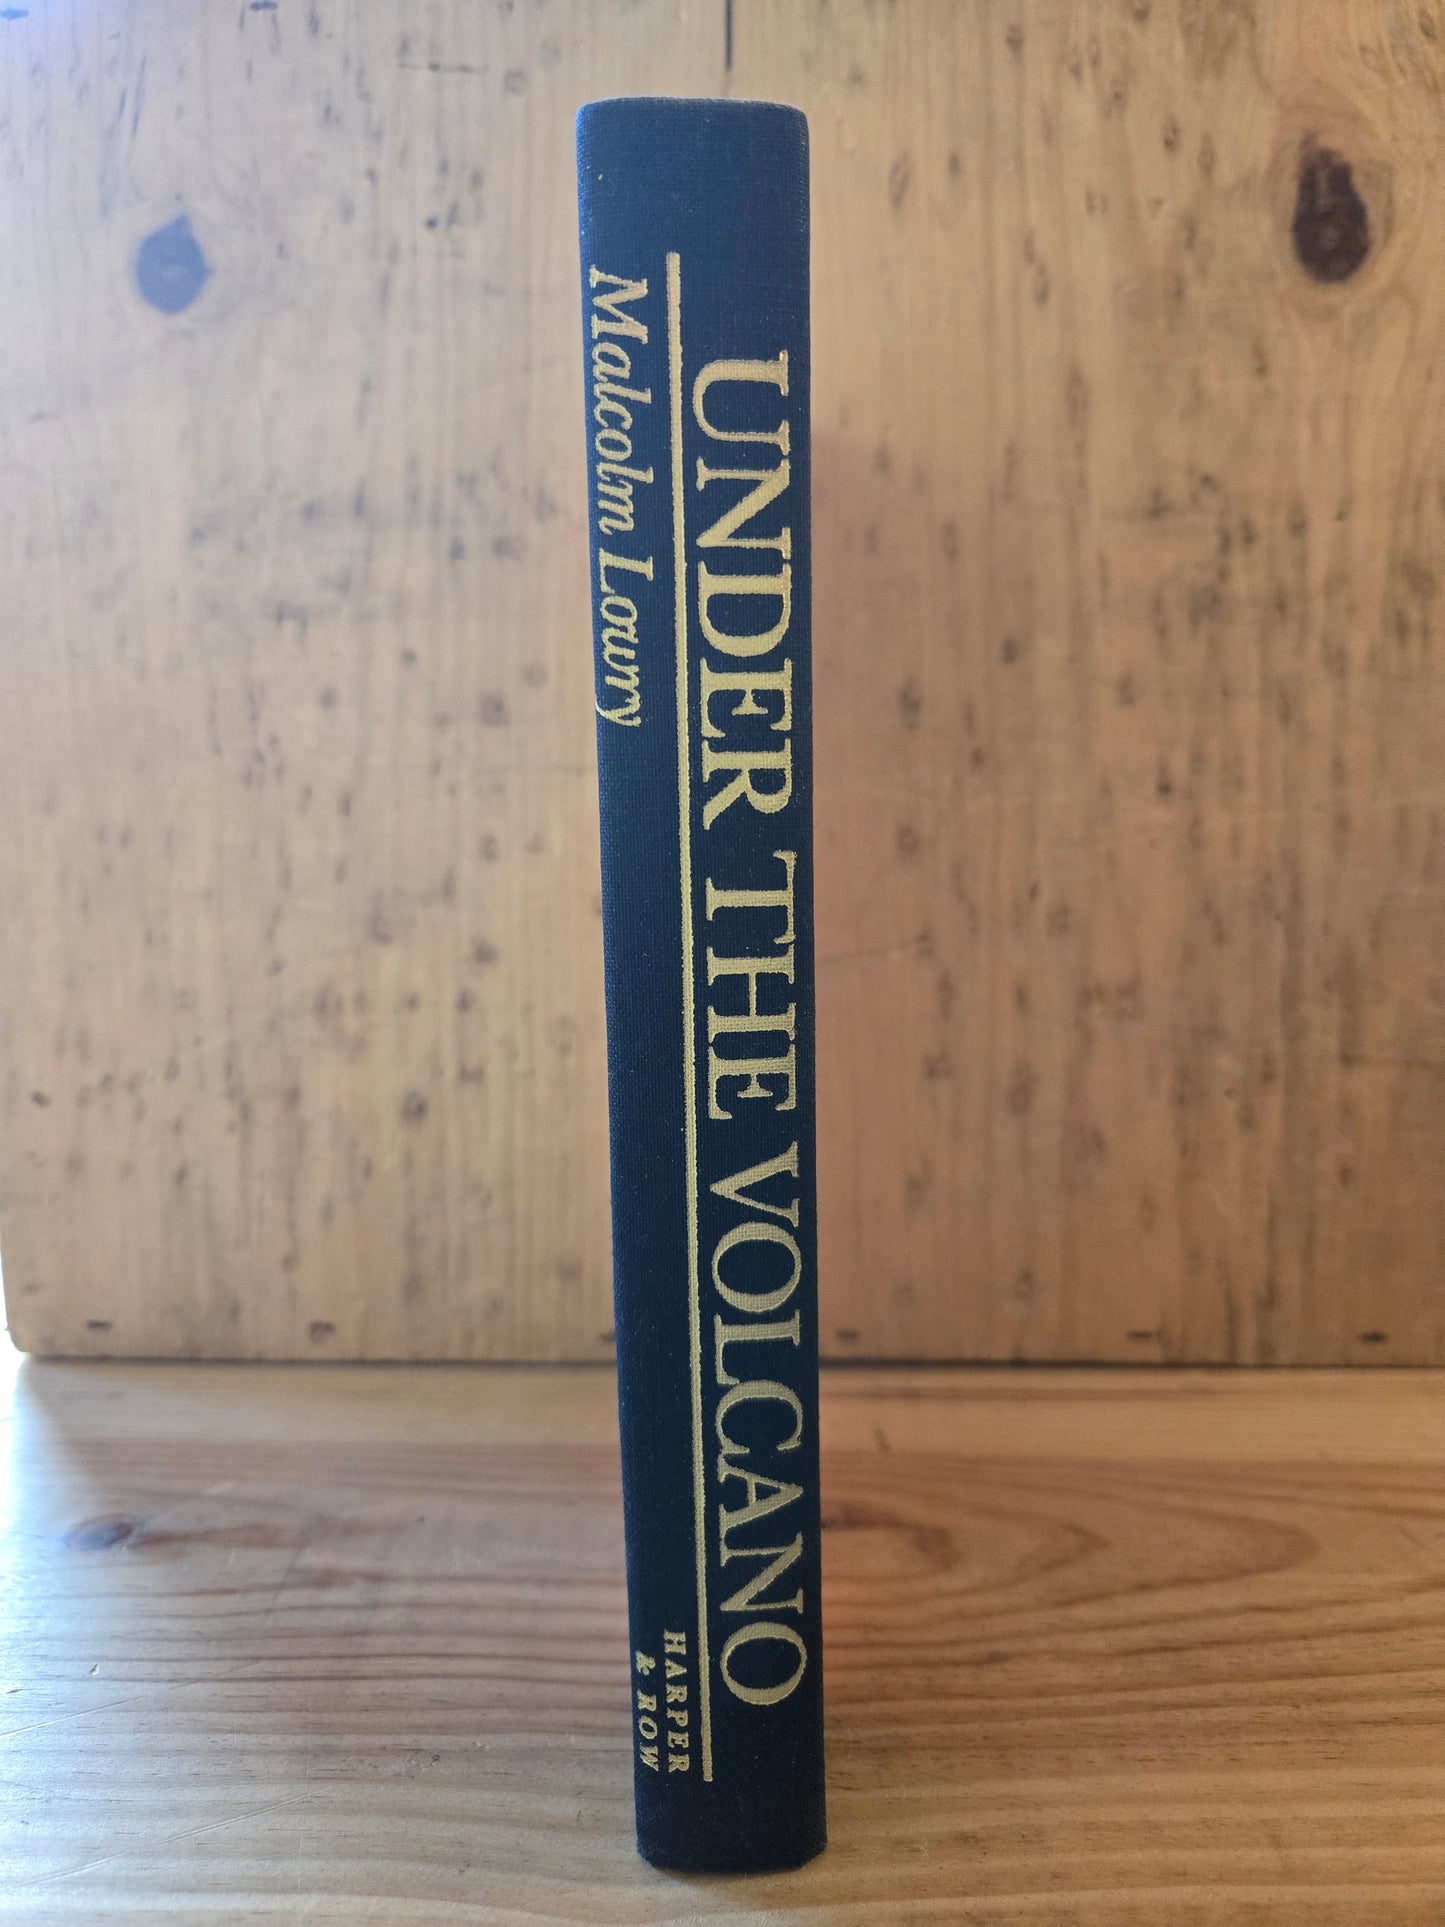 UNDER THE VOLCANO
Malcolm Lowry
HARPER
& ROW